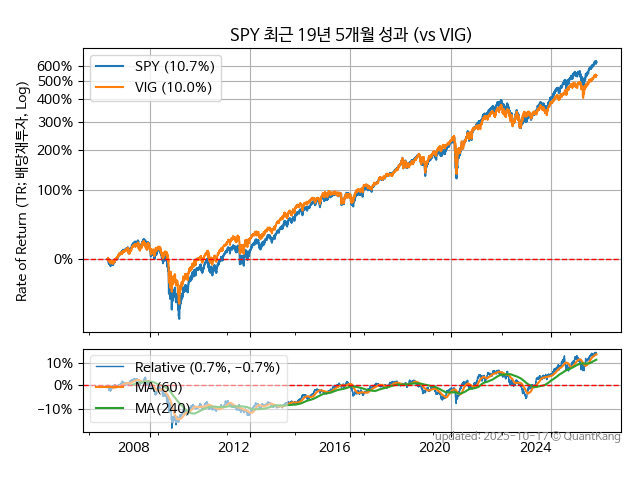 SPY 최근 19년 5개월 성과 (vs VIG)
Rate of Return (TR; 배당재투자, Log)
600%
500%
400%
300%
200%
100%
0%
SPY (10.7%)
VIG (10.0%)
10%
0%
−10%
Relative (0.7%, −0.7%)
MA(60)
MA(240)
2008
2012
2016
2020
2024
updated: 2025-10-17 © QuantKang